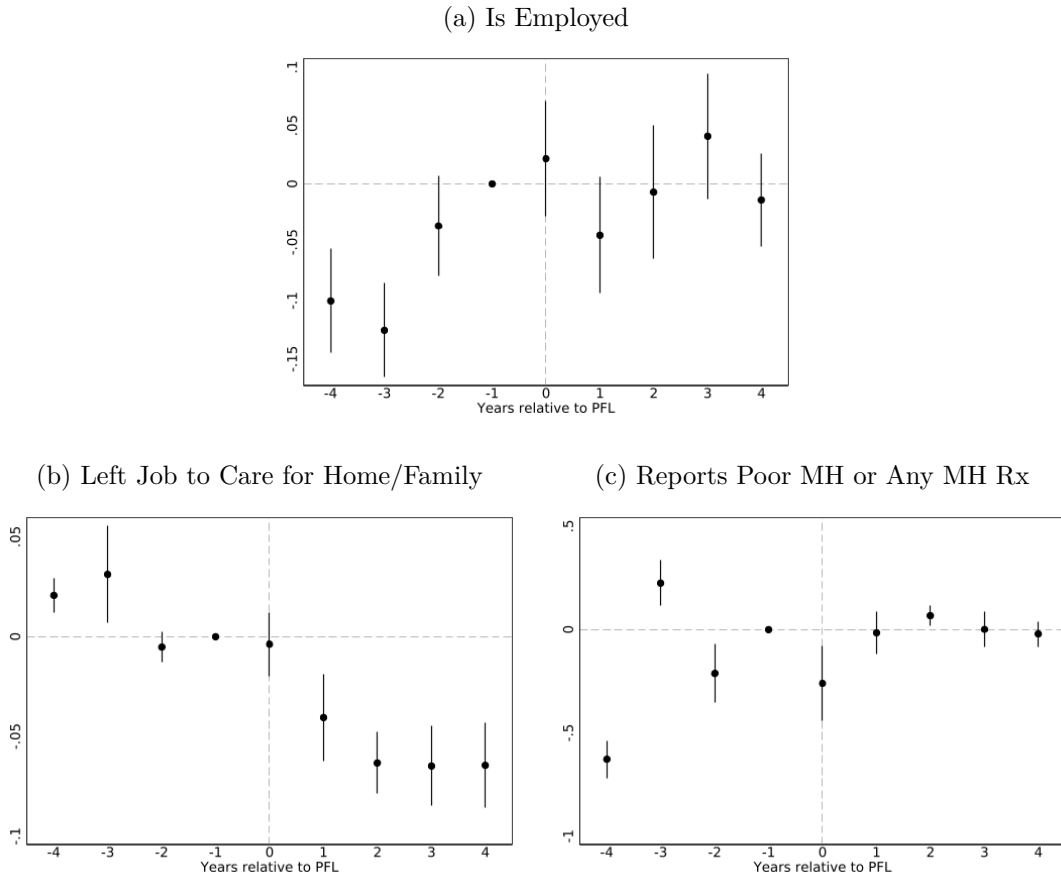 (a) Is Employed
.1
.05
0
-.05
-.1
-.15
-4 -3 -2 -1 0 1 2 3 4
Years relative to PFL
(b) Left Job to Care for Home/Family
.05
0
-.05
-.1
-4 -3 -2 -1 0 1 2 3 4
Years relative to PFL
(c) Reports Poor MH or Any MH Rx
.5
0
-.5
-1
-4 -3 -2 -1 0 1 2 3 4
Years relative to PFL